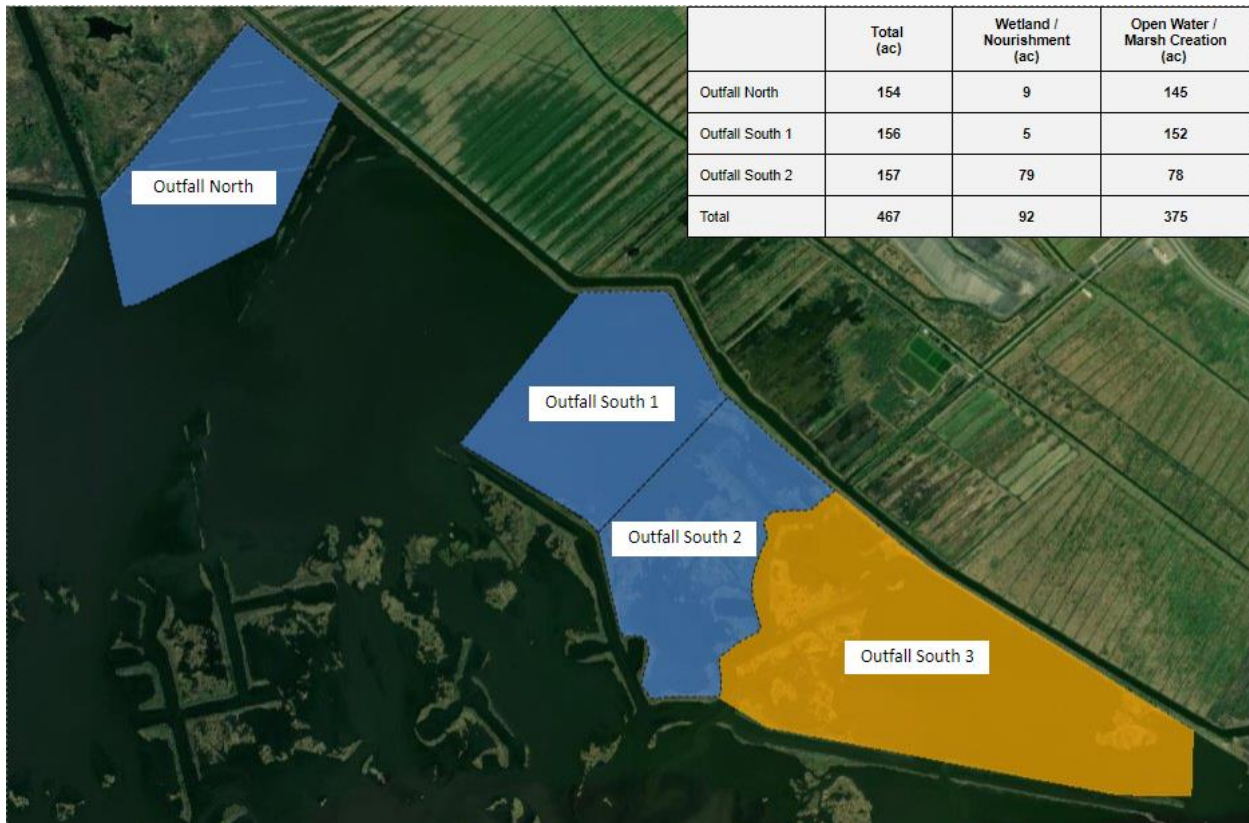 Total
(ac)
Wetland /
Nourishment
(ac)
Open Water /
Marsh Creation
(ac)
Outfall North 154 9 145
Outfall South 1 156 5 152
Outfall South 2 157 79 78
Total 467 92 375
Outfall North
Outfall South 1
Outfall South 2
Outfall South 3